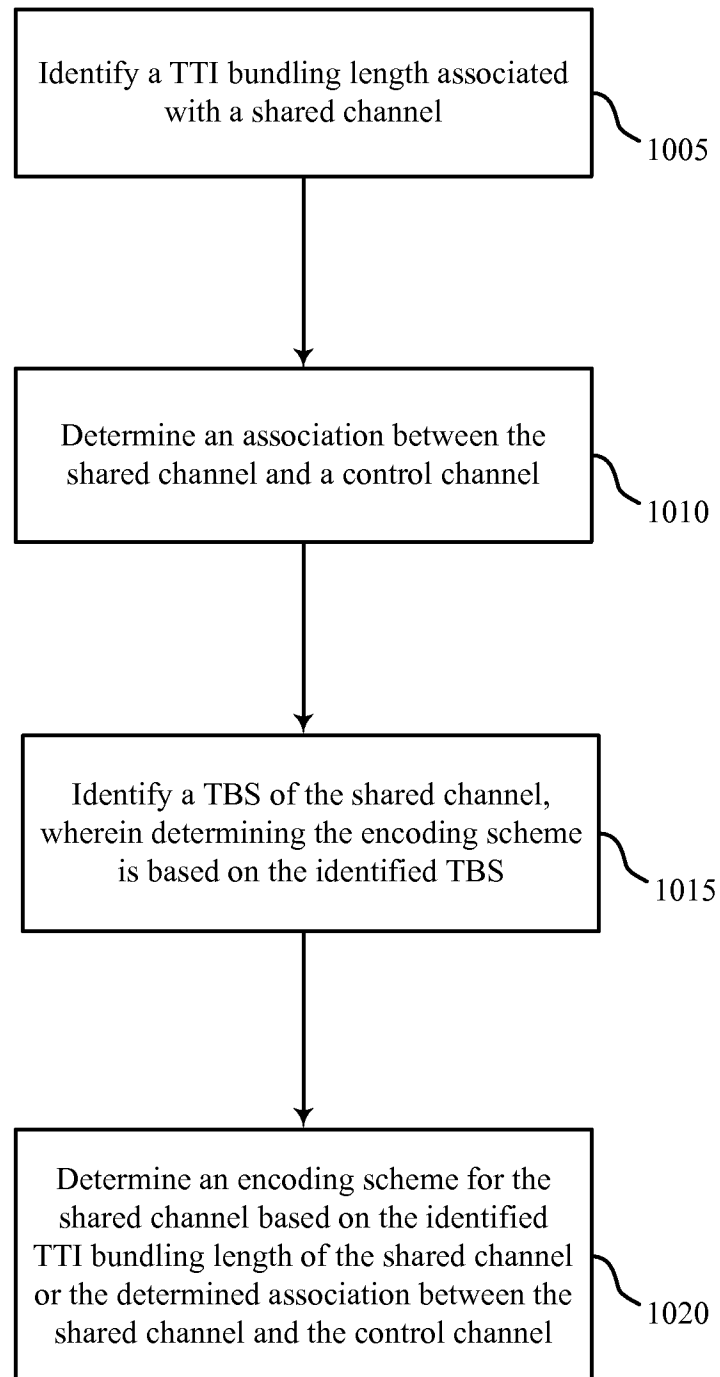 Identify a TTI bundling length associated
with a shared channel
1005
Determine an association between the
shared channel and a control channel
1010
Identify a TBS of the shared channel,
wherein determining the encoding scheme
is based on the identified TBS
1015
Determine an encoding scheme for the
shared channel based on the identified
TTI bundling length of the shared channel
or the determined association between the
shared channel and the control channel
1020